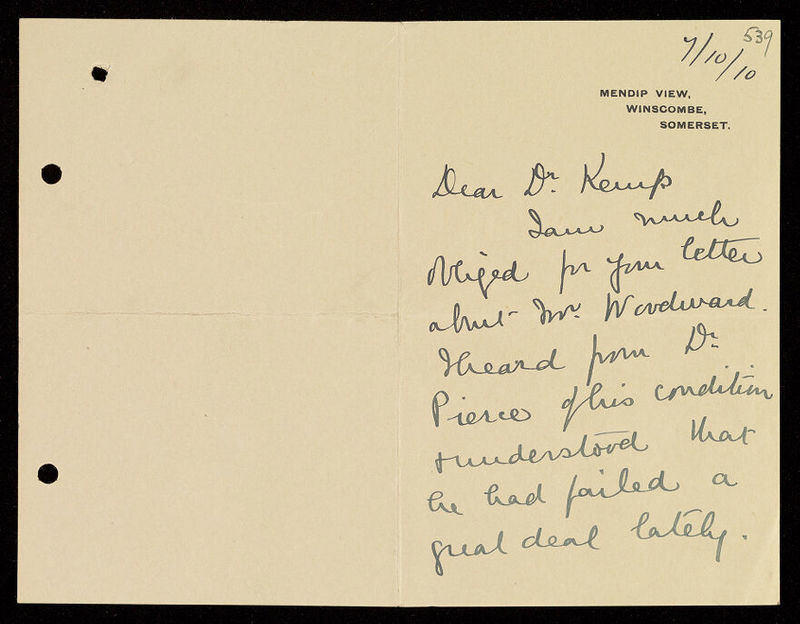 539
7/10/10
MENDIP VIEW,
WINSCOMBE,
SOMERSET.
Dear Dr. Kemp
I am much
obliged for your letter
about Mr. Woodward.
I heard from Dr.
Pierce of his condition
& understood that
he had failed a
great deal lately.